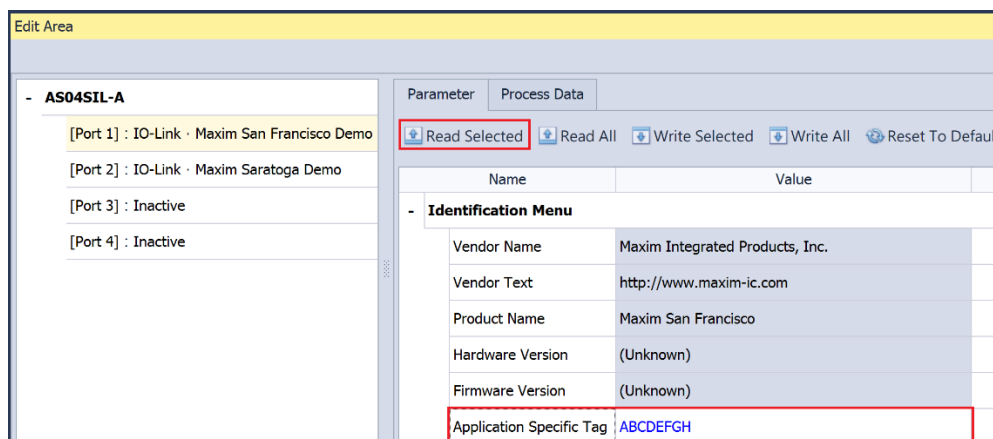 Edit Area
- AS04SIL-A
[Port 1] : IO-Link · Maxim San Francisco Demo
[Port 2] : IO-Link · Maxim Saratoga Demo
[Port 3] : Inactive
[Port 4] : Inactive
Parameter Process Data
Read Selected Read All Write Selected Write All Reset To Defaul
Name Value
- Identification Menu
Vendor Name Maxim Integrated Products, Inc.
Vendor Text http://www.maxim-ic.com
Product Name Maxim San Francisco
Hardware Version (Unknown)
Firmware Version (Unknown)
Application Specific Tag ABCDEFGH